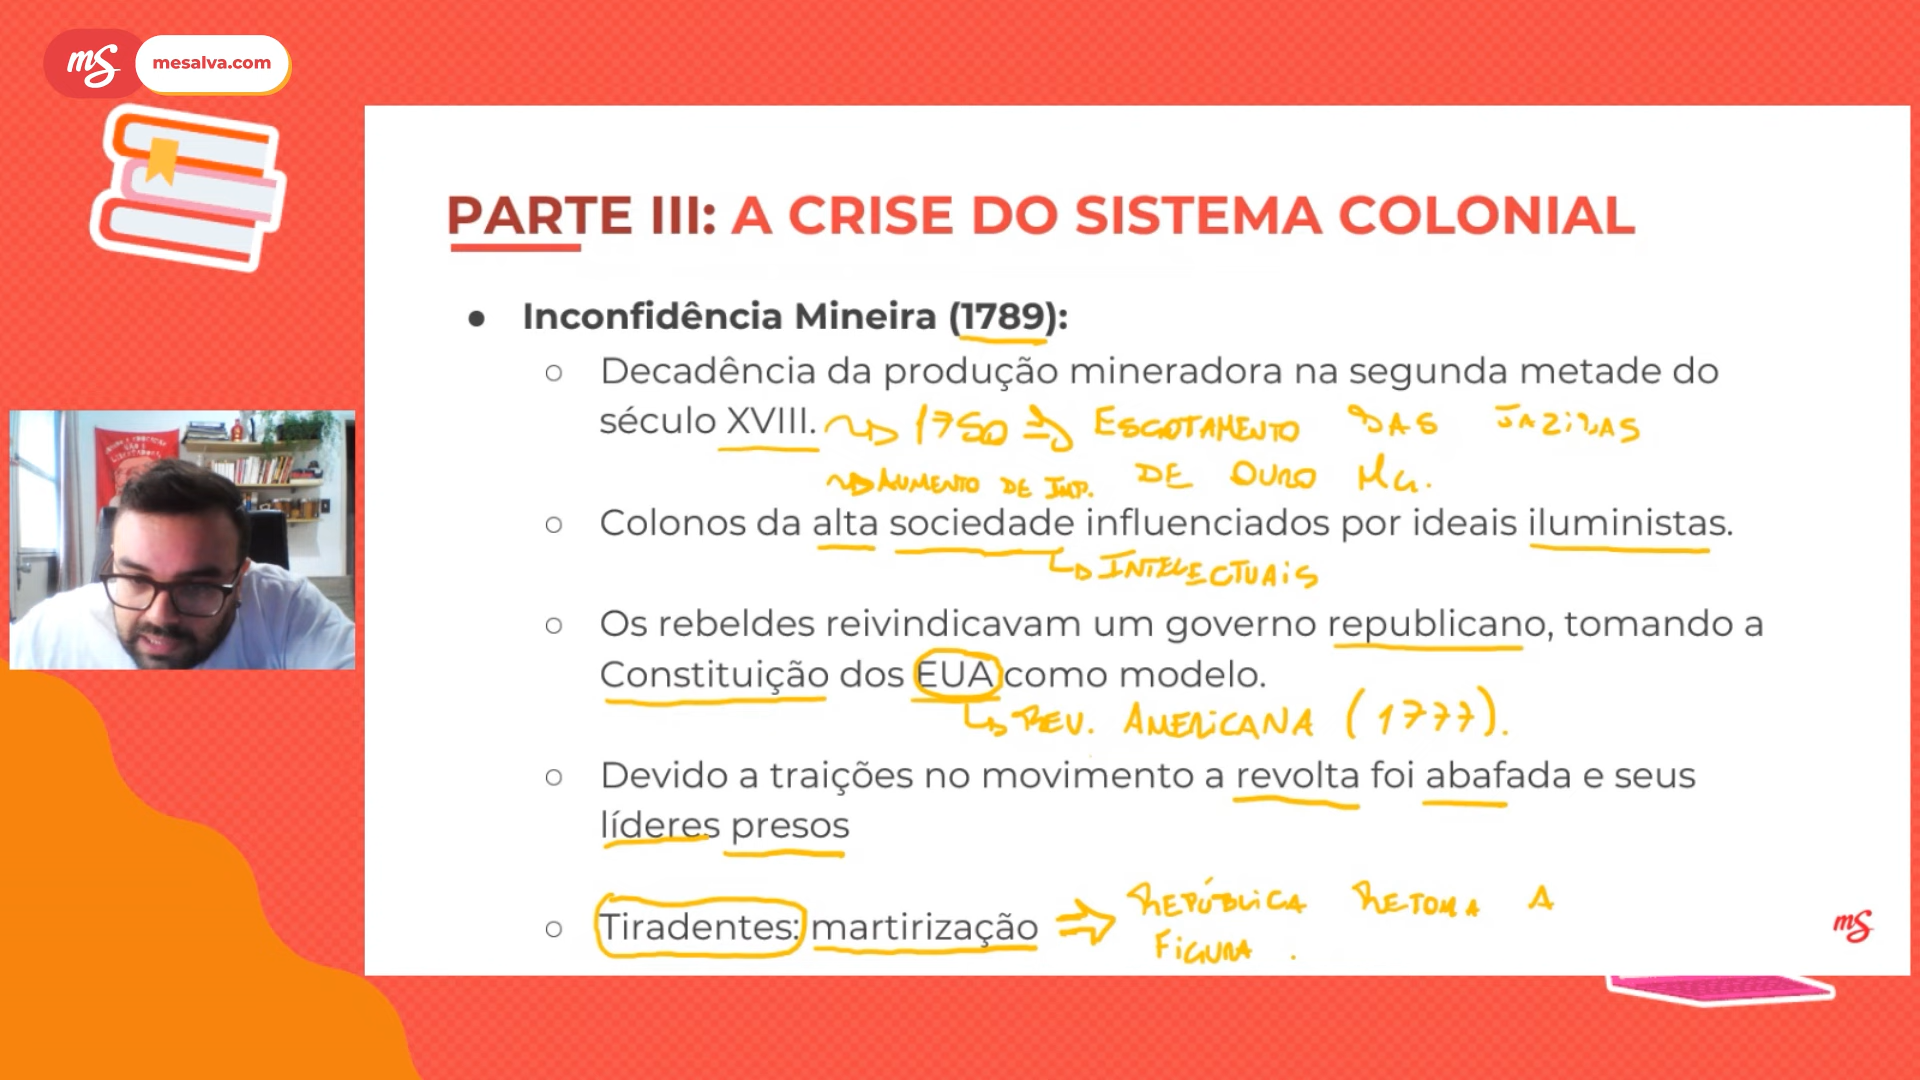 mS mesalva.com
PARTE III: A CRISE DO SISTEMA COLONIAL
● Inconfidência Mineira (1789):
○ Decadência da produção mineradora na segunda metade do
século XVIII. 1750 ⇒ ESGOTAMENTO DAS JAZIDAS
AUMENTO DE IMP. DE OURO MG.
○ Colonos da alta sociedade influenciados por ideais iluministas.
INTELECTUAIS
○ Os rebeldes reivindicavam um governo republicano, tomando a
Constituição dos EUA como modelo.
REV. AMERICANA (1777).
○ Devido a traições no movimento a revolta foi abafada e seus
líderes presos
○ Tiradentes: martirização ⇒ REPÚBLICA RETOMA A
FIGURA.
mS